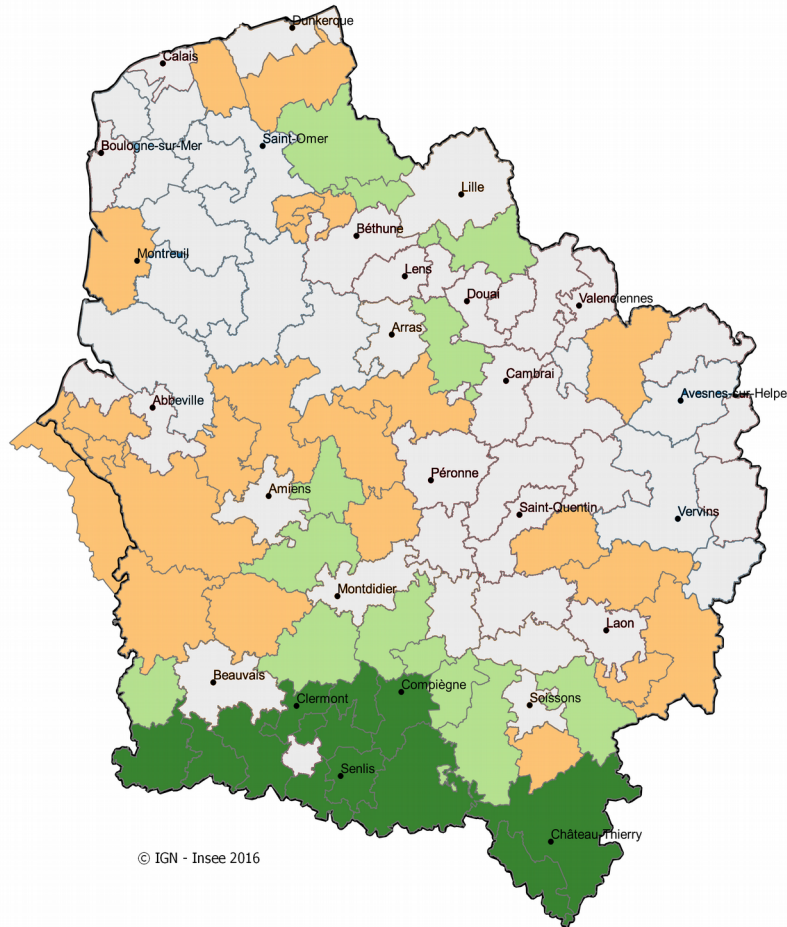 Dunkerque
Calais
Saint-Omer
Boulogne-sur-Mer
Lille
Béthune
Montreuil
Lens
Douai
Valenciennes
Arras
Cambrai
Avesnes-sur-Helpe
Abbeville
Péronne
Amiens
Saint-Quentin
Vervins
Montdidier
Laon
Beauvais
Compiègne
Clermont
Soissons
Senlis
Château-Thierry
© IGN - Insee 2016